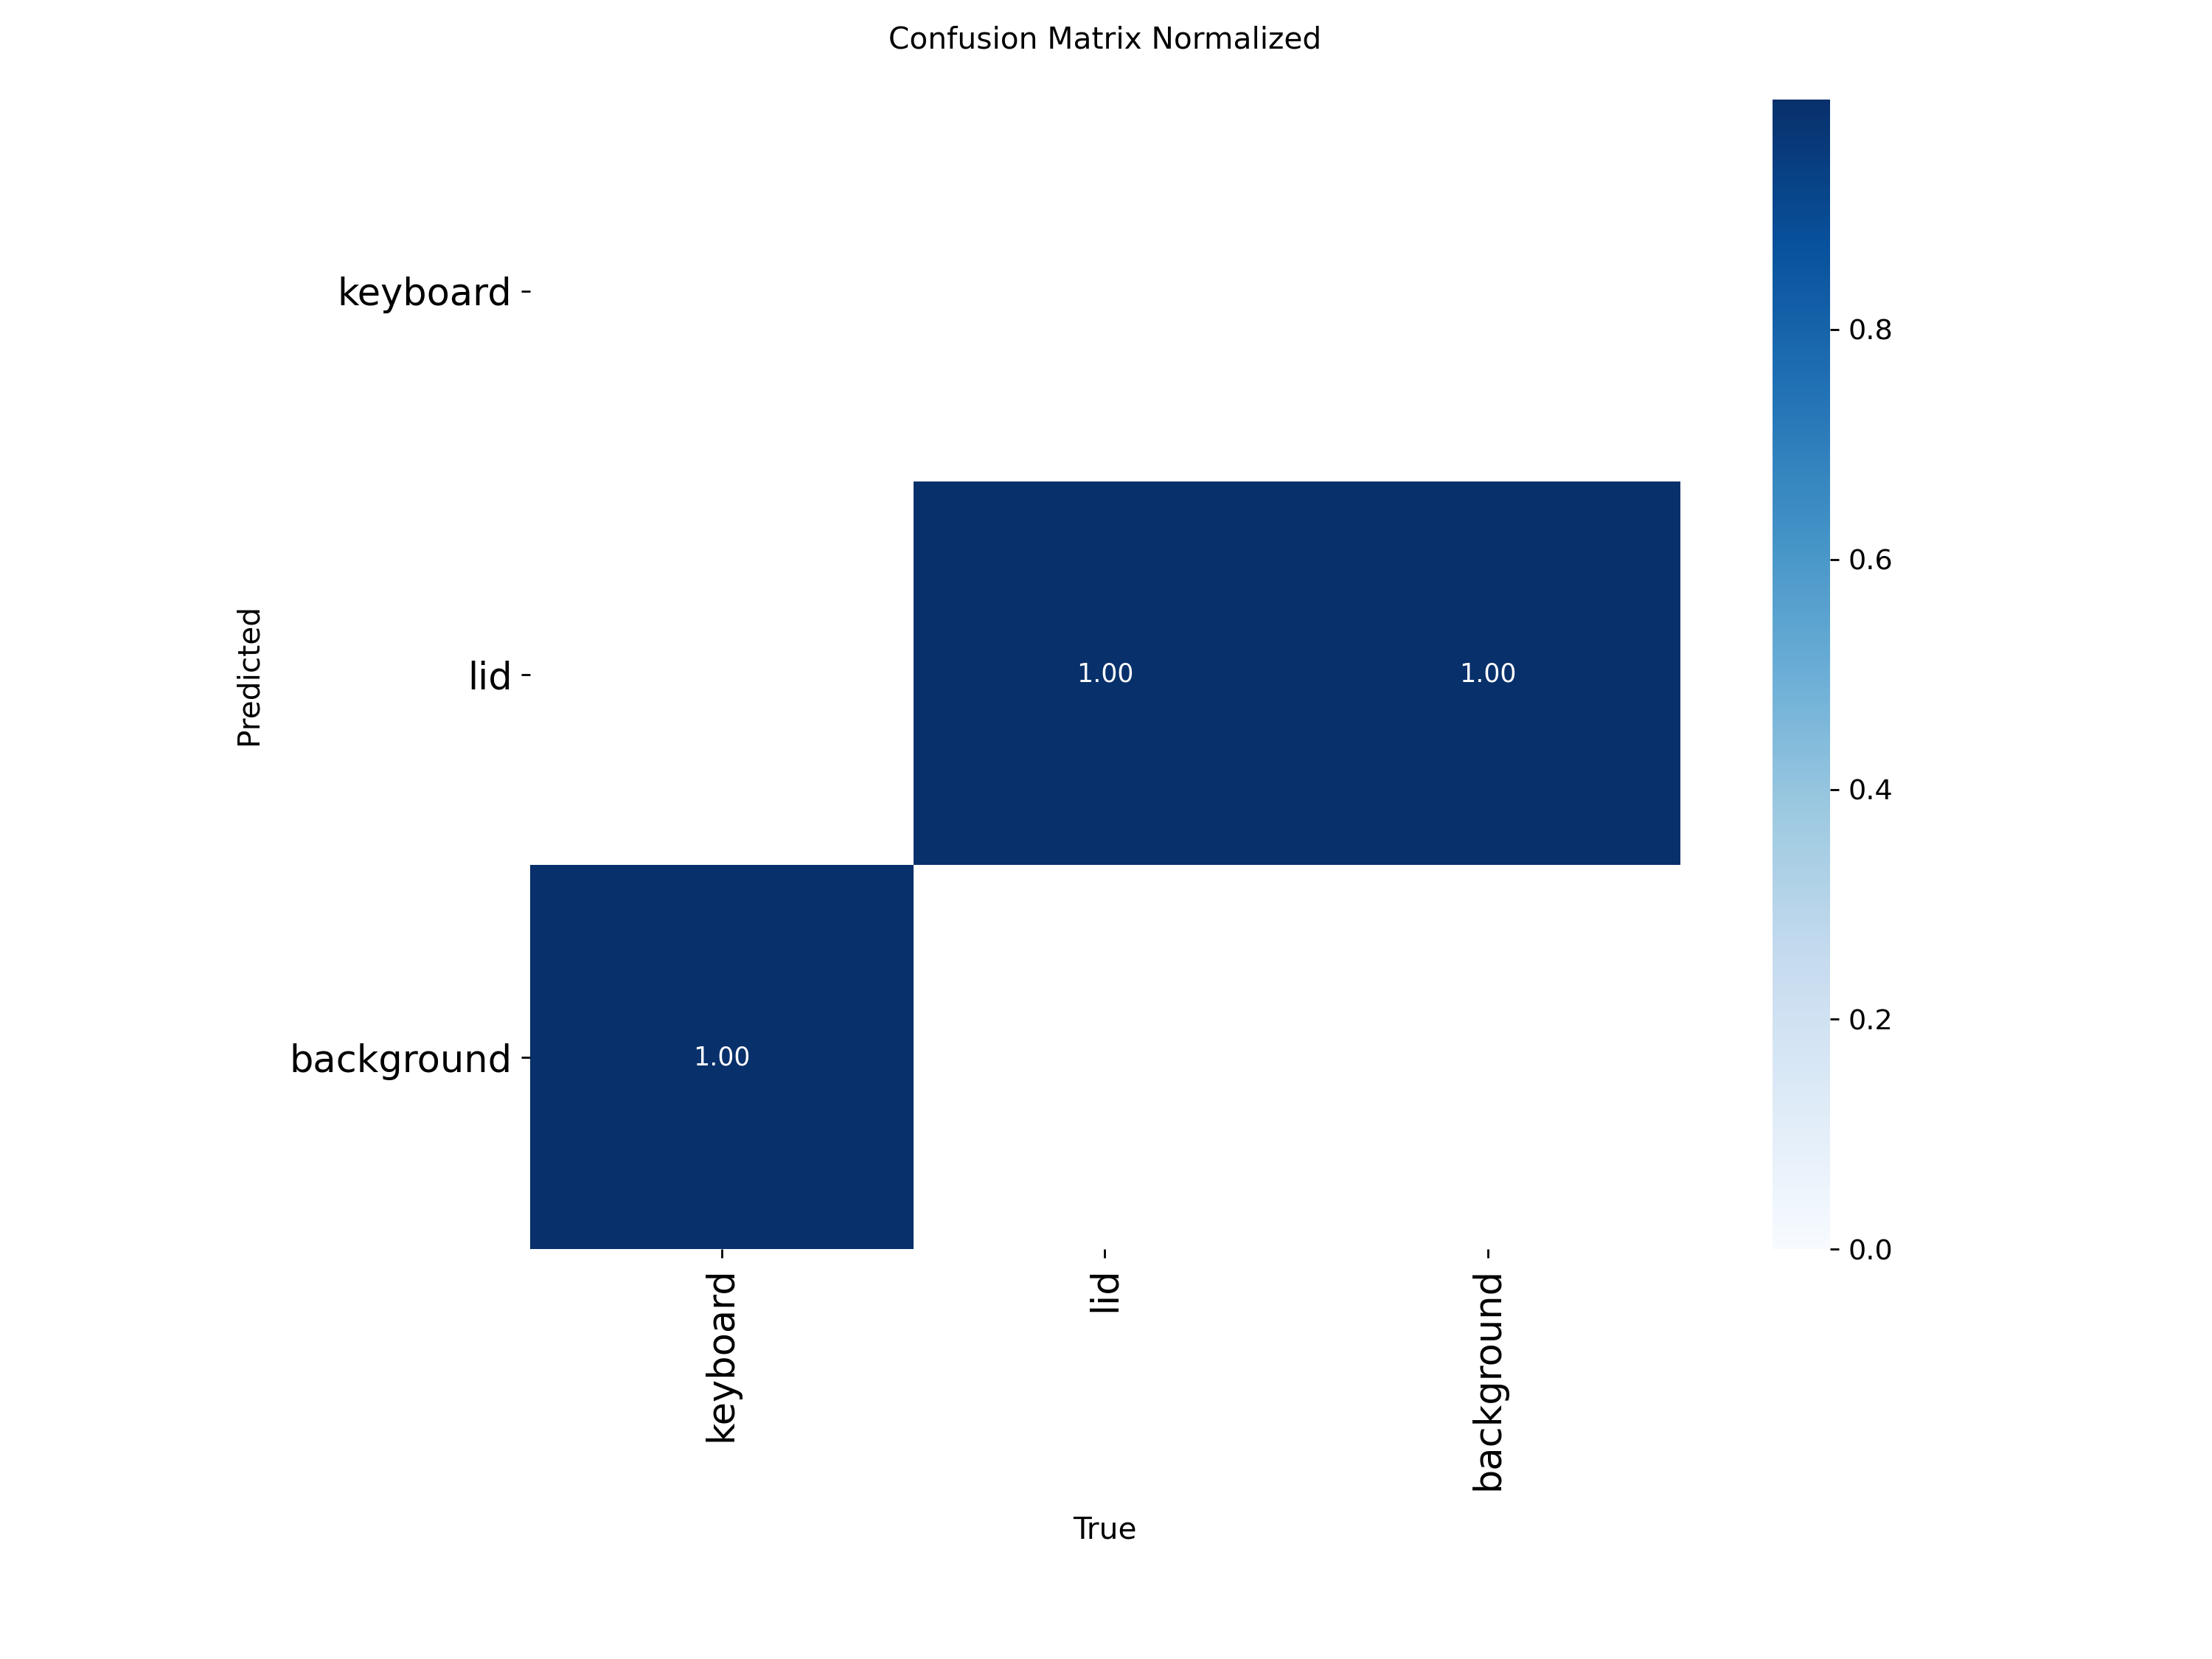 Confusion Matrix Normalized
keyboard
lid
background
Predicted
1.00
1.00
1.00
keyboard
lid
background
True
0.8
0.6
0.4
0.2
0.0